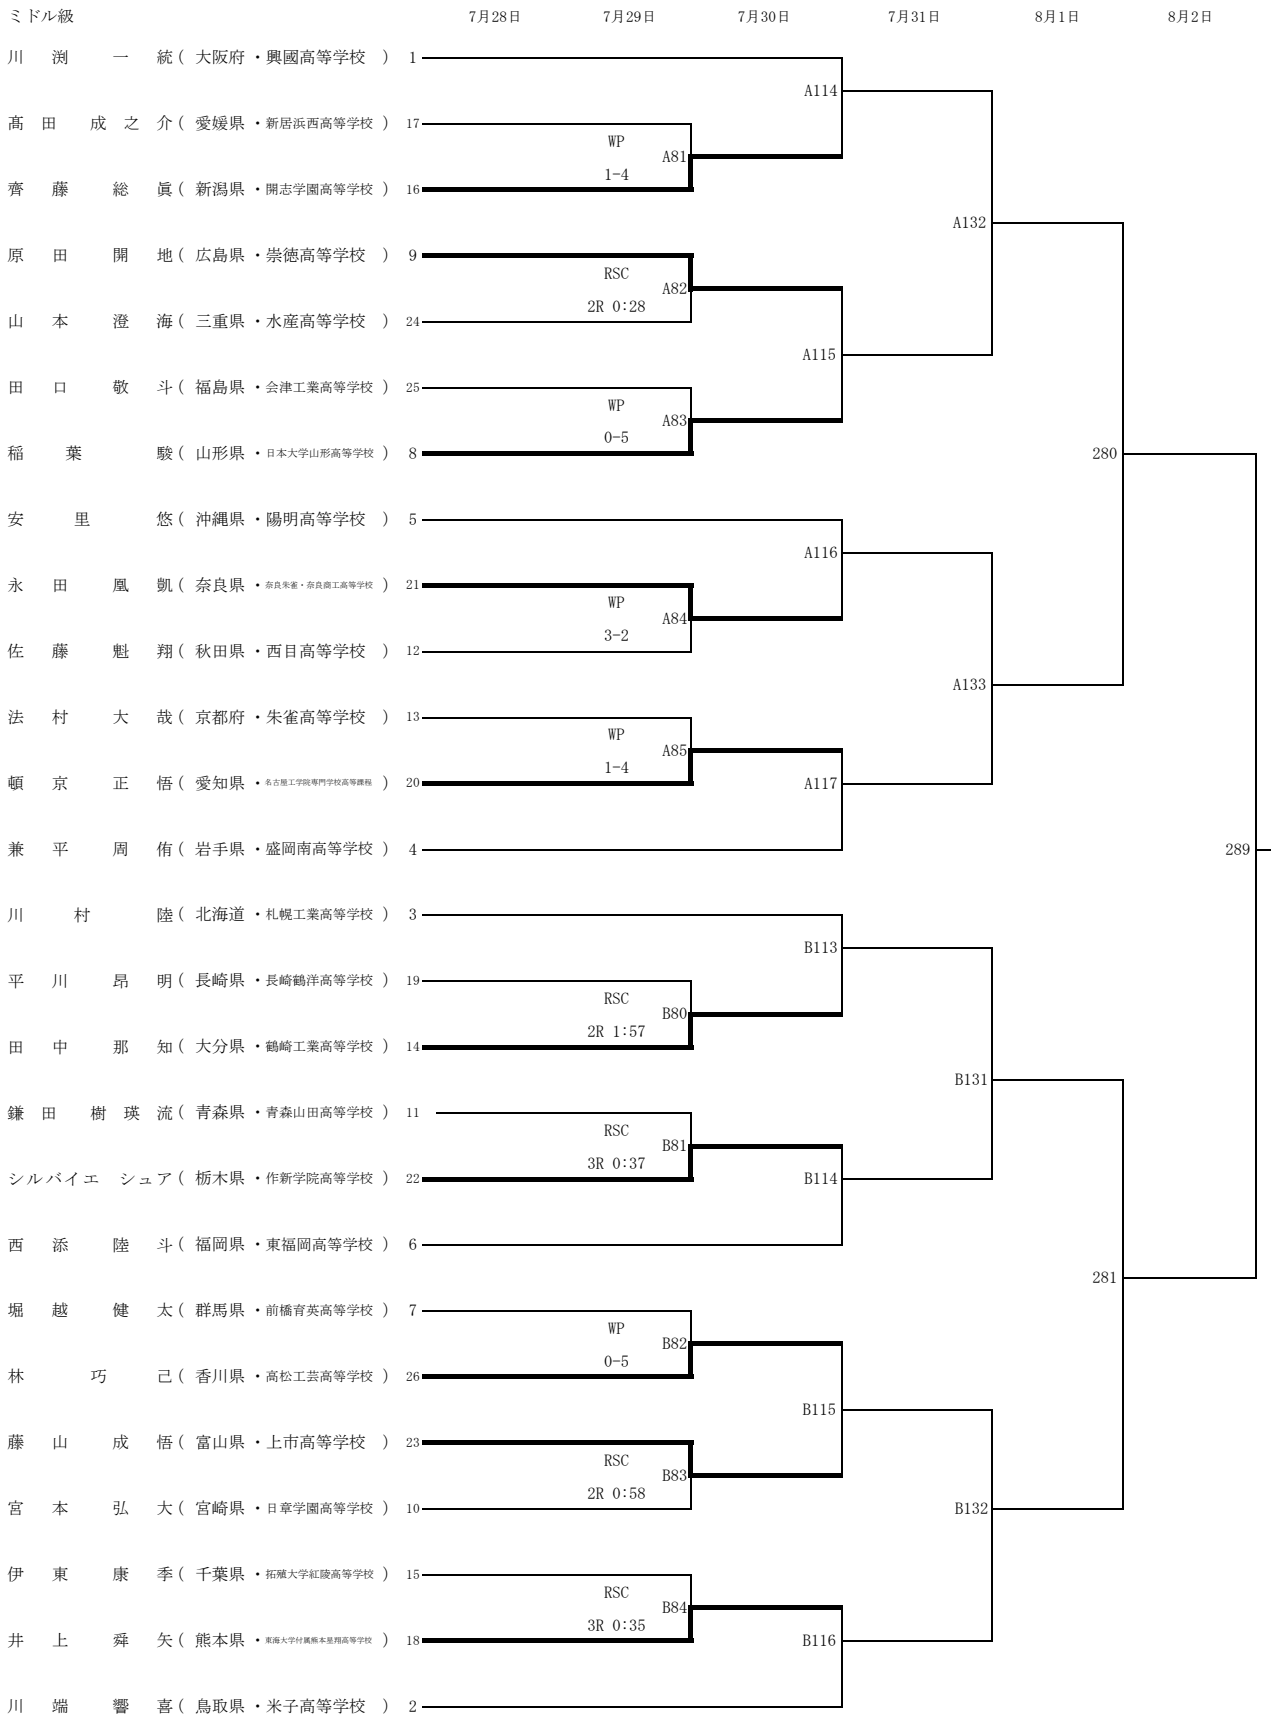 ミドル級 7月28日 7月29日 7月30日 7月31日 8月1日 8月2日
川渕 一統 ( 大阪府 ・興國高等学校 ) 1
A114
髙田 成之介 ( 愛媛県 ・新居浜西高等学校 ) 17
WP
A81
1-4
齊藤 総眞 ( 新潟県 ・開志学園高等学校 ) 16
A132
原田 開地 ( 広島県 ・崇徳高等学校 ) 9
RSC
A82
2R 0:28
山本 澄海 ( 三重県 ・水産高等学校 ) 24
A115
田口 敬斗 ( 福島県 ・会津工業高等学校 ) 25
WP
A83
0-5
稲葉 駿 ( 山形県 ・日本大学山形高等学校 ) 8
280
安里 悠 ( 沖縄県 ・陽明高等学校 ) 5
A116
永田 凰凱 ( 奈良県 ・奈良朱雀・奈良商工高等学校 ) 21
WP
A84
3-2
佐藤 魁翔 ( 秋田県 ・西目高等学校 ) 12
A133
法村 大哉 ( 京都府 ・朱雀高等学校 ) 13
WP
A85
1-4
頓京 正悟 ( 愛知県 ・名古屋工学院専門学校高等課程 ) 20
A117
兼平 周侑 ( 岩手県 ・盛岡南高等学校 ) 4
289
川村 陸 ( 北海道 ・札幌工業高等学校 ) 3
B113
平川 昂明 ( 長崎県 ・長崎鶴洋高等学校 ) 19
RSC
B80
2R 1:57
田中 那知 ( 大分県 ・鶴崎工業高等学校 ) 14
B131
鎌田 樹瑛流 ( 青森県 ・青森山田高等学校 ) 11
RSC
B81
3R 0:37
シルバイエ シュア ( 栃木県 ・作新学院高等学校 ) 22
B114
西添 陸斗 ( 福岡県 ・東福岡高等学校 ) 6
281
堀越 健太 ( 群馬県 ・前橋育英高等学校 ) 7
WP
B82
0-5
林 巧己 ( 香川県 ・高松工芸高等学校 ) 26
B115
藤山 成悟 ( 富山県 ・上市高等学校 ) 23
RSC
B83
2R 0:58
宮本 弘大 ( 宮崎県 ・日章学園高等学校 ) 10
B132
伊東 康季 ( 千葉県 ・拓殖大学紅陵高等学校 ) 15
RSC
B84
3R 0:35
井上 舜矢 ( 熊本県 ・東海大学付属熊本星翔高等学校 ) 18
B116
川端 響喜 ( 鳥取県 ・米子高等学校 ) 2